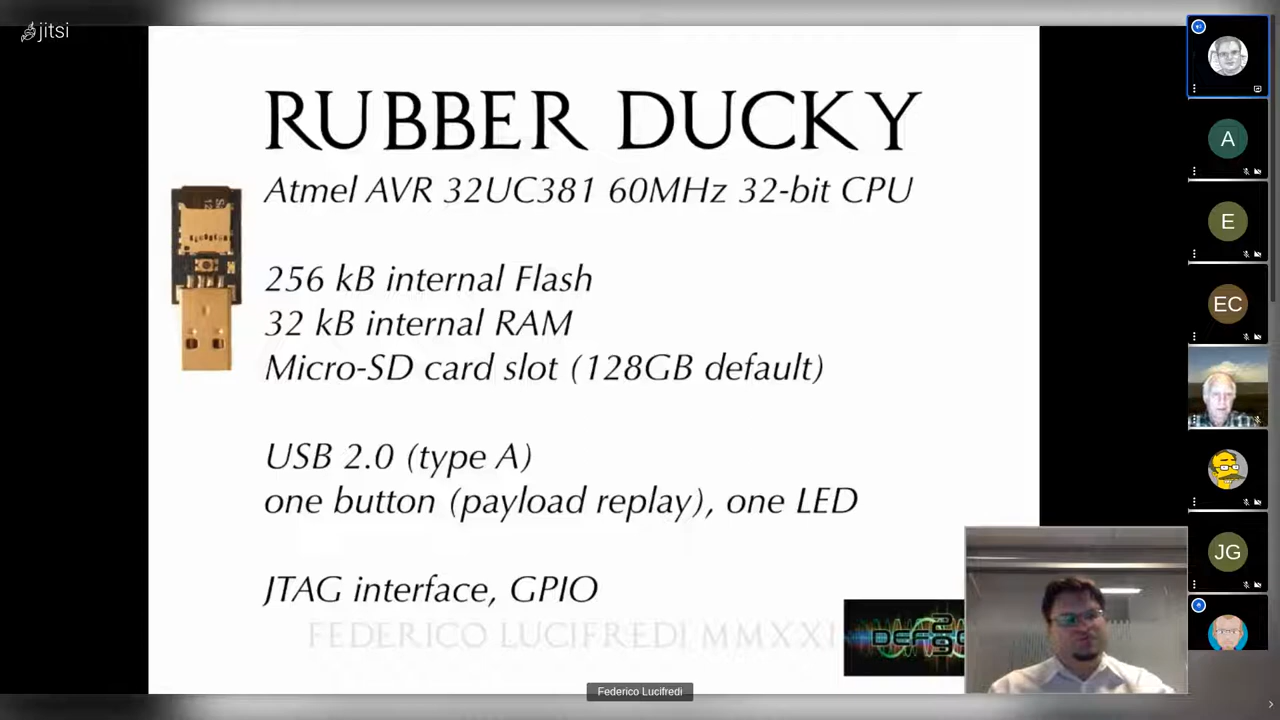 jitsi
RUBBER DUCKY
Atmel AVR 32UC381 60MHz 32-bit CPU
256 kB internal Flash
32 kB internal RAM
Micro-SD card slot (128GB default)
USB 2.0 (type A)
one button (payload replay), one LED
JTAG interface, GPIO
FEDERICO LUCIFREDI MMXXI
Federico Lucifredi
A
E
EC
JG